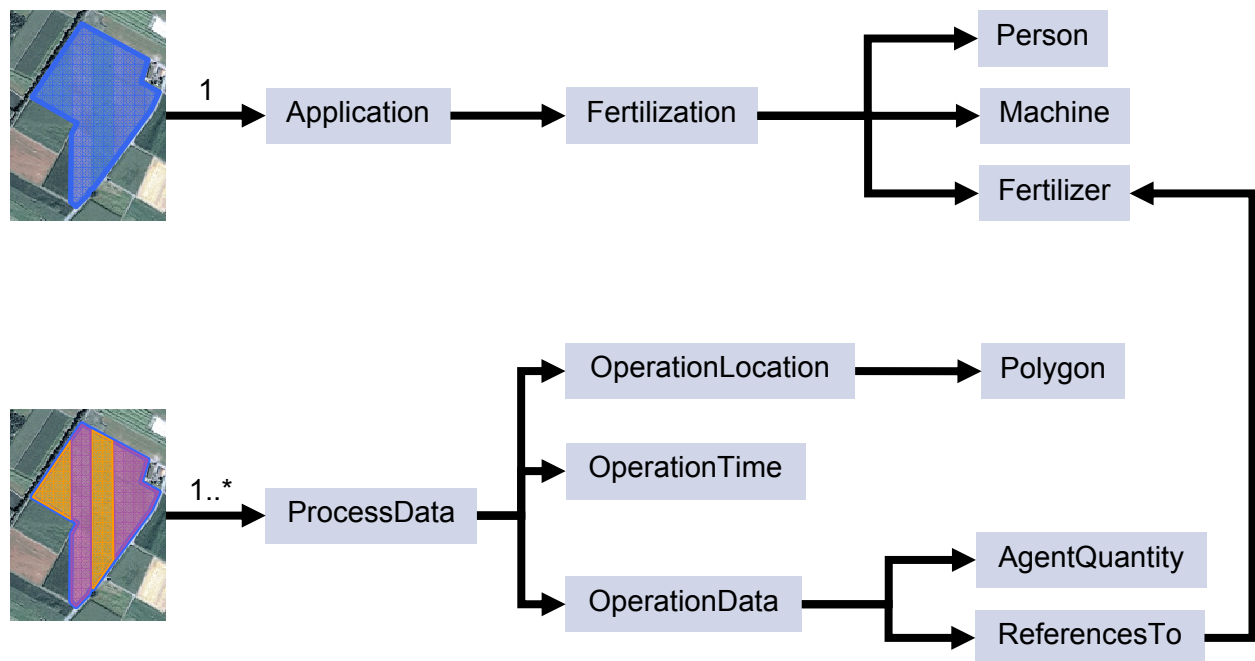 Person
1
Application
Fertilization
Machine
Fertilizer
OperationLocation
Polygon
OperationTime
1..*
ProcessData
AgentQuantity
OperationData
ReferencesTo